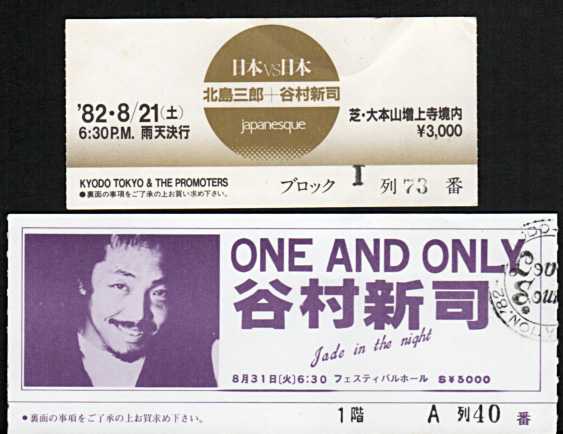 日本VS日本
北島三郎+谷村新司
japanesque
'82・8/21(土)
6:30P.M. 雨天決行
芝・大本山増上寺境内
¥3,000
KYODO TOKYO & THE PROMOTERS
●裏面の事項をご了承の上お買い求め下さい。
ブロック I 列 73 番
ONE AND ONLY
谷村新司
Jade in the night
8月31日(火)6:30 フェスティバルホール S¥5000
●裏面の事項をご了承の上お買求め下さい。
1階 A 列40 番